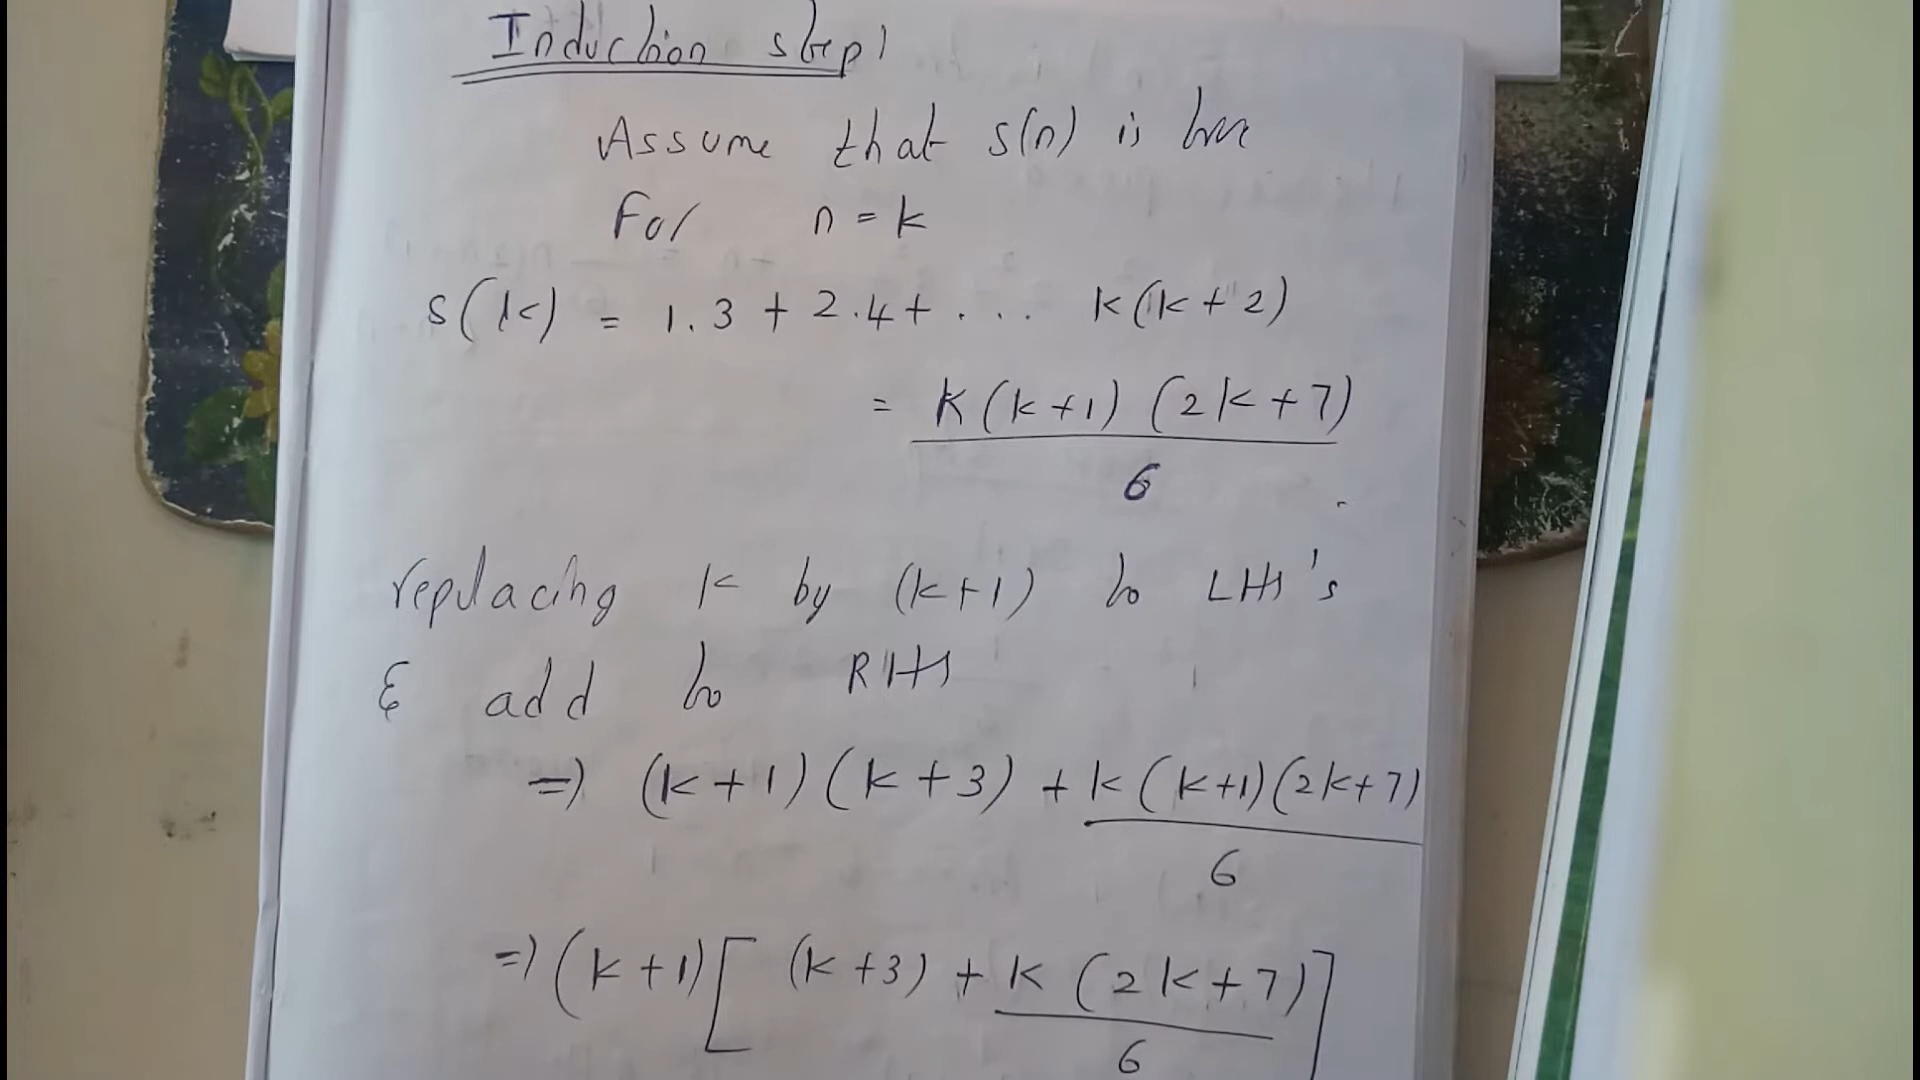 Induction step
Assume that s(n) is true
For n = k
s(k) = 1.3 + 2.4 + . . . . k(k + 2)
= k(k+1) (2k+7)
6
replacing k by (k+1) to LHS's
& add to RHS
=) (k+1)(k+3) + k(k+1)(2k+7)
6
=) (k+1)[ (k+3) + k (2k+7)]
6